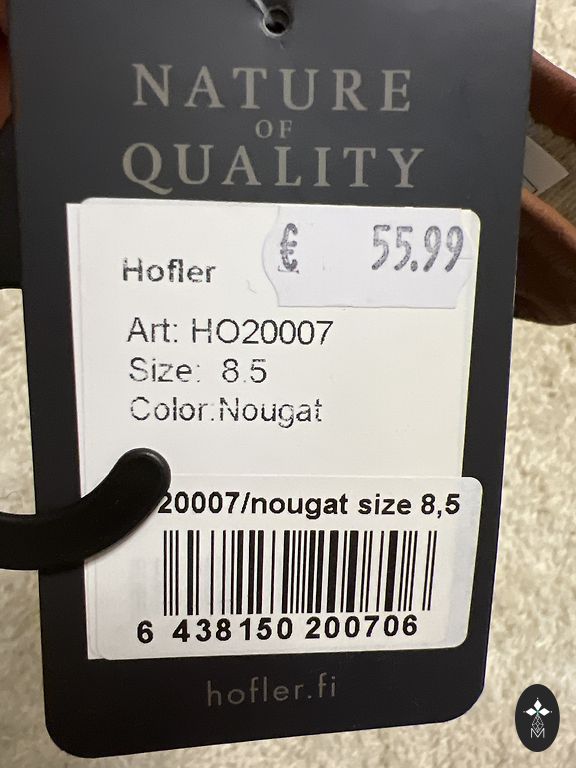 NATURE
OF
QUALITY
€ 55.99
Hofler
Art: HO20007
Size: 8.5
Color:Nougat
20007/nougat size 8,5
6 438150 200706
hofler.fi